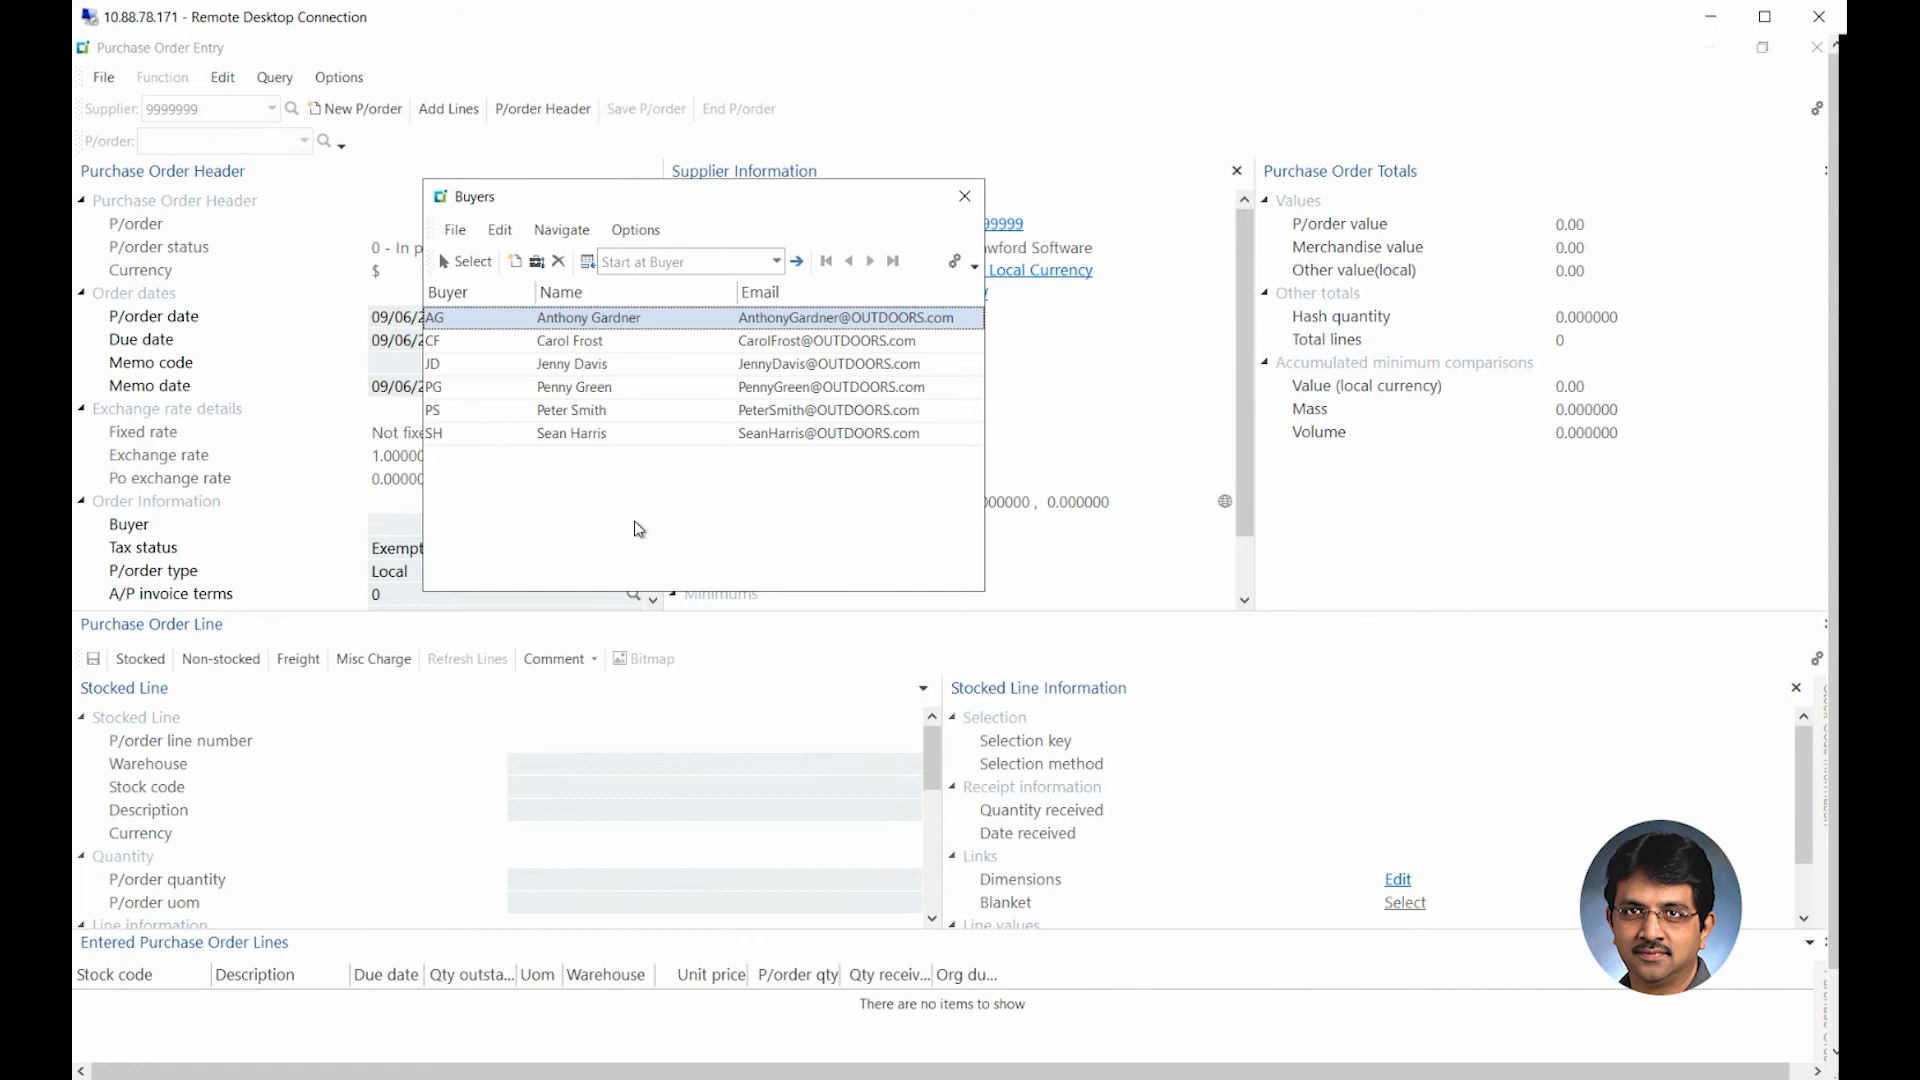 10.88.78.171 - Remote Desktop Connection
Purchase Order Entry
File Function Edit Query Options
Supplier: 9999999 New P/order Add Lines P/order Header Save P/order End P/order
P/order:
Purchase Order Header
Purchase Order Header
P/order
P/order status 0 - In p
Currency $
Order dates
P/order date 09/06/2
Due date 09/06/2
Memo code
Memo date 09/06/2
Exchange rate details
Fixed rate Not fixe
Exchange rate 1.00000
Po exchange rate 0.00000
Order Information
Buyer
Tax status Exempt
P/order type Local
A/P invoice terms 0
Supplier Information
99999
wford Software
Local Currency
000000 , 0.000000
Minimums
Buyers
File Edit Navigate Options
Select Start at Buyer
Buyer Name Email
AG Anthony Gardner AnthonyGardner@OUTDOORS.com
CF Carol Frost CarolFrost@OUTDOORS.com
JD Jenny Davis JennyDavis@OUTDOORS.com
PG Penny Green PennyGreen@OUTDOORS.com
PS Peter Smith PeterSmith@OUTDOORS.com
SH Sean Harris SeanHarris@OUTDOORS.com
Purchase Order Totals
Values
P/order value 0.00
Merchandise value 0.00
Other value(local) 0.00
Other totals
Hash quantity 0.000000
Total lines 0
Accumulated minimum comparisons
Value (local currency) 0.00
Mass 0.000000
Volume 0.000000
Purchase Order Line
Stocked Non-stocked Freight Misc Charge Refresh Lines Comment Bitmap
Stocked Line
Stocked Line
P/order line number
Warehouse
Stock code
Description
Currency
Quantity
P/order quantity
P/order uom
Line information
Stocked Line Information
Selection
Selection key
Selection method
Receipt information
Quantity received
Date received
Links
Dimensions Edit
Blanket Select
Line values
Entered Purchase Order Lines
Stock code Description Due date Qty outsta... Uom Warehouse Unit price P/order qty Qty receiv... Org du...
There are no items to show